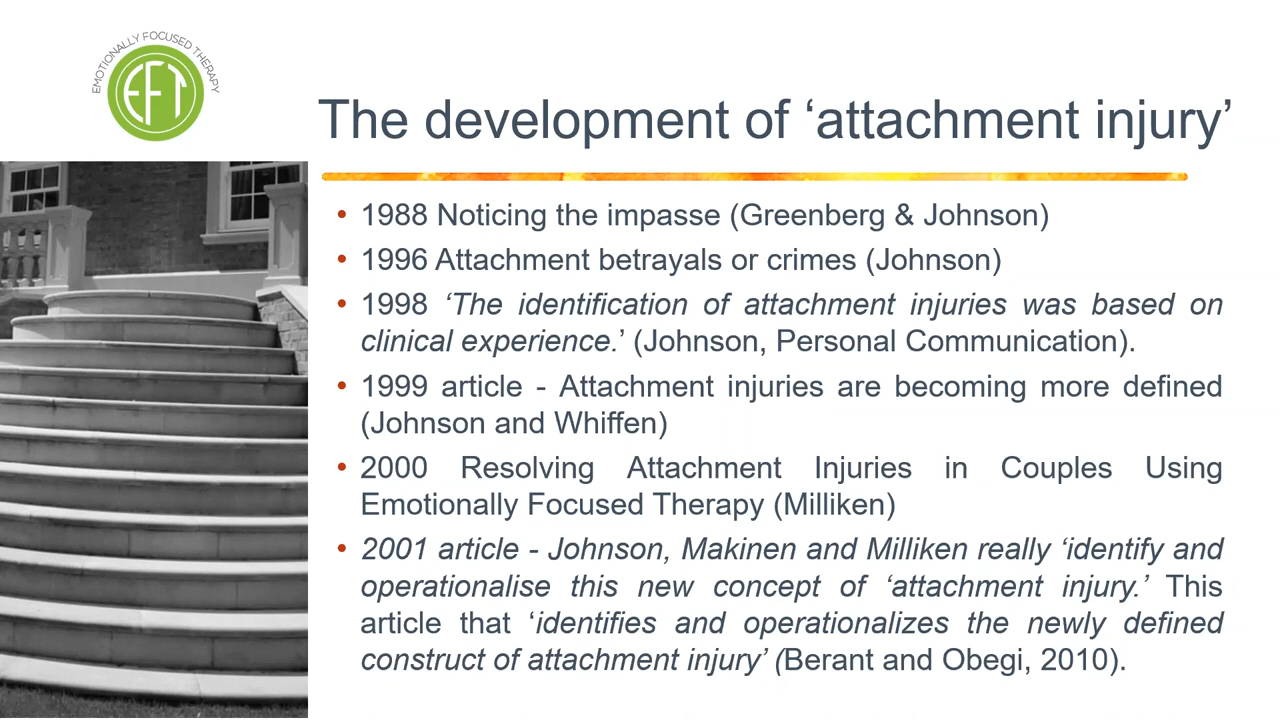 EMOTIONALLY FOCUSED THERAPY
EFT
The development of ‘attachment injury’
• 1988 Noticing the impasse (Greenberg & Johnson)
• 1996 Attachment betrayals or crimes (Johnson)
• 1998 ‘The identification of attachment injuries was based on
clinical experience.’ (Johnson, Personal Communication).
• 1999 article - Attachment injuries are becoming more defined
(Johnson and Whiffen)
• 2000 Resolving Attachment Injuries in Couples Using
Emotionally Focused Therapy (Milliken)
• 2001 article - Johnson, Makinen and Milliken really ‘identify and
operationalise this new concept of ‘attachment injury.’ This
article that ‘identifies and operationalizes the newly defined
construct of attachment injury’ (Berant and Obegi, 2010).